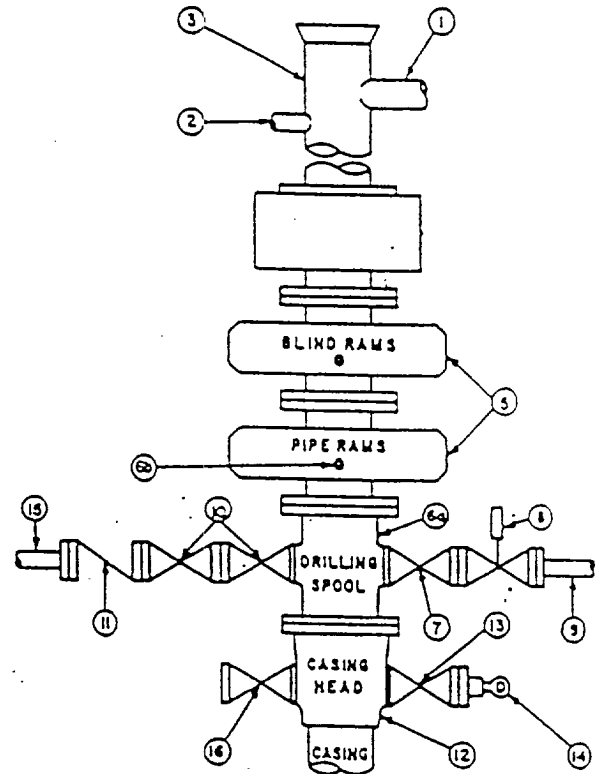 3
1
2
BLIND RAMS
5
PIPE RAMS
6b
15
10
6a
8
DRILLING
SPOOL
11
7
9
13
CASING
HEAD
16
12
14
CASING